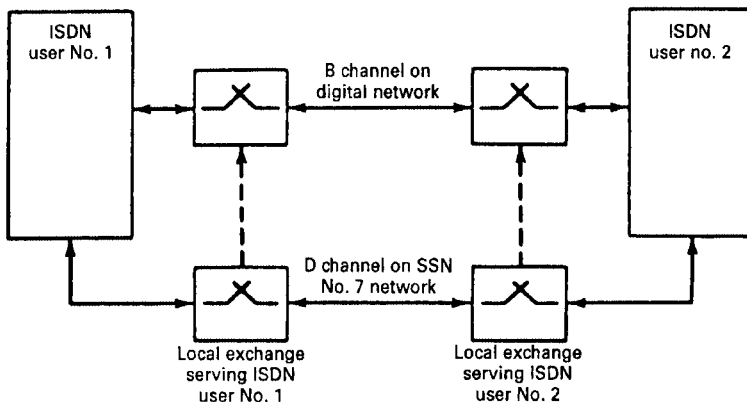 ISDN
user No. 1
B channel on
digital network
ISDN
user no. 2
D channel on SSN
No. 7 network
Local exchange
serving ISDN
user No. 1
Local exchange
serving ISDN
user No. 2